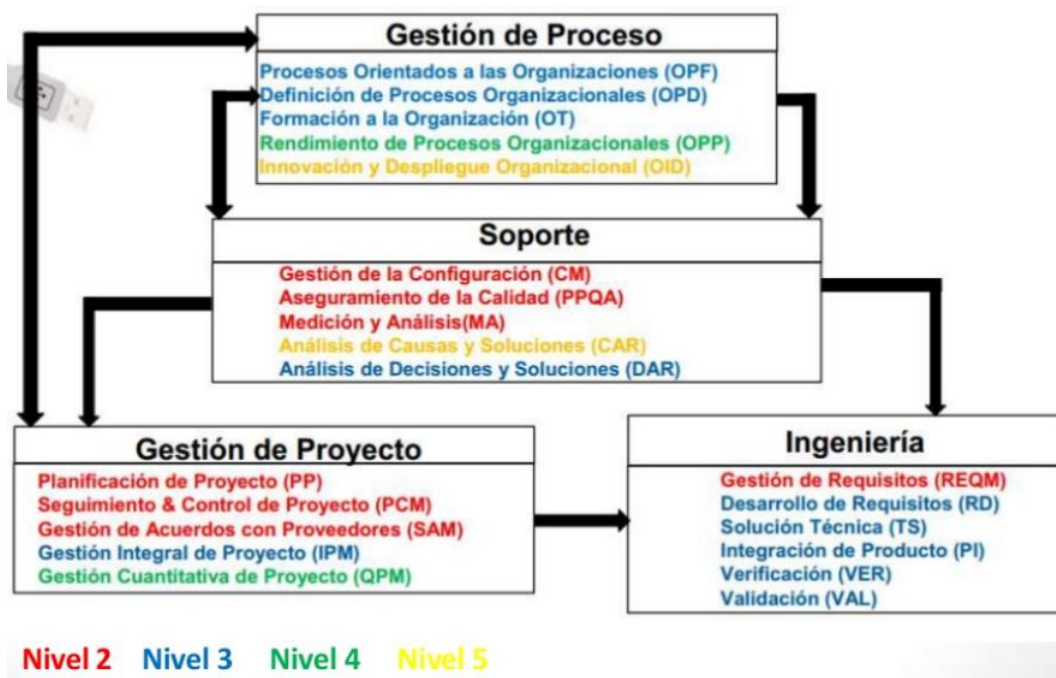 Gestión de Proceso
Procesos Orientados a las Organizaciones (OPF)
Definición de Procesos Organizacionales (OPD)
Formación a la Organización (OT)
Rendimiento de Procesos Organizacionales (OPP)
Innovación y Despliegue Organizacional (OID)
Soporte
Gestión de la Configuración (CM)
Aseguramiento de la Calidad (PPQA)
Medición y Análisis(MA)
Análisis de Causas y Soluciones (CAR)
Análisis de Decisiones y Soluciones (DAR)
Gestión de Proyecto
Planificación de Proyecto (PP)
Seguimiento & Control de Proyecto (PCM)
Gestión de Acuerdos con Proveedores (SAM)
Gestión Integral de Proyecto (IPM)
Gestión Cuantitativa de Proyecto (QPM)
Ingeniería
Gestión de Requisitos (REQM)
Desarrollo de Requisitos (RD)
Solución Técnica (TS)
Integración de Producto (PI)
Verificación (VER)
Validación (VAL)
Nivel 2 Nivel 3 Nivel 4 Nivel 5